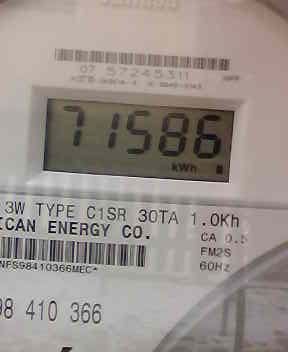 07 57245311
71586
kWh
3W TYPE C1SR 30TA 1.0Kh
ICAN ENERGY CO.
CA 0.5
FM2S
60Hz
NFS98410366MEC*
98 410 366